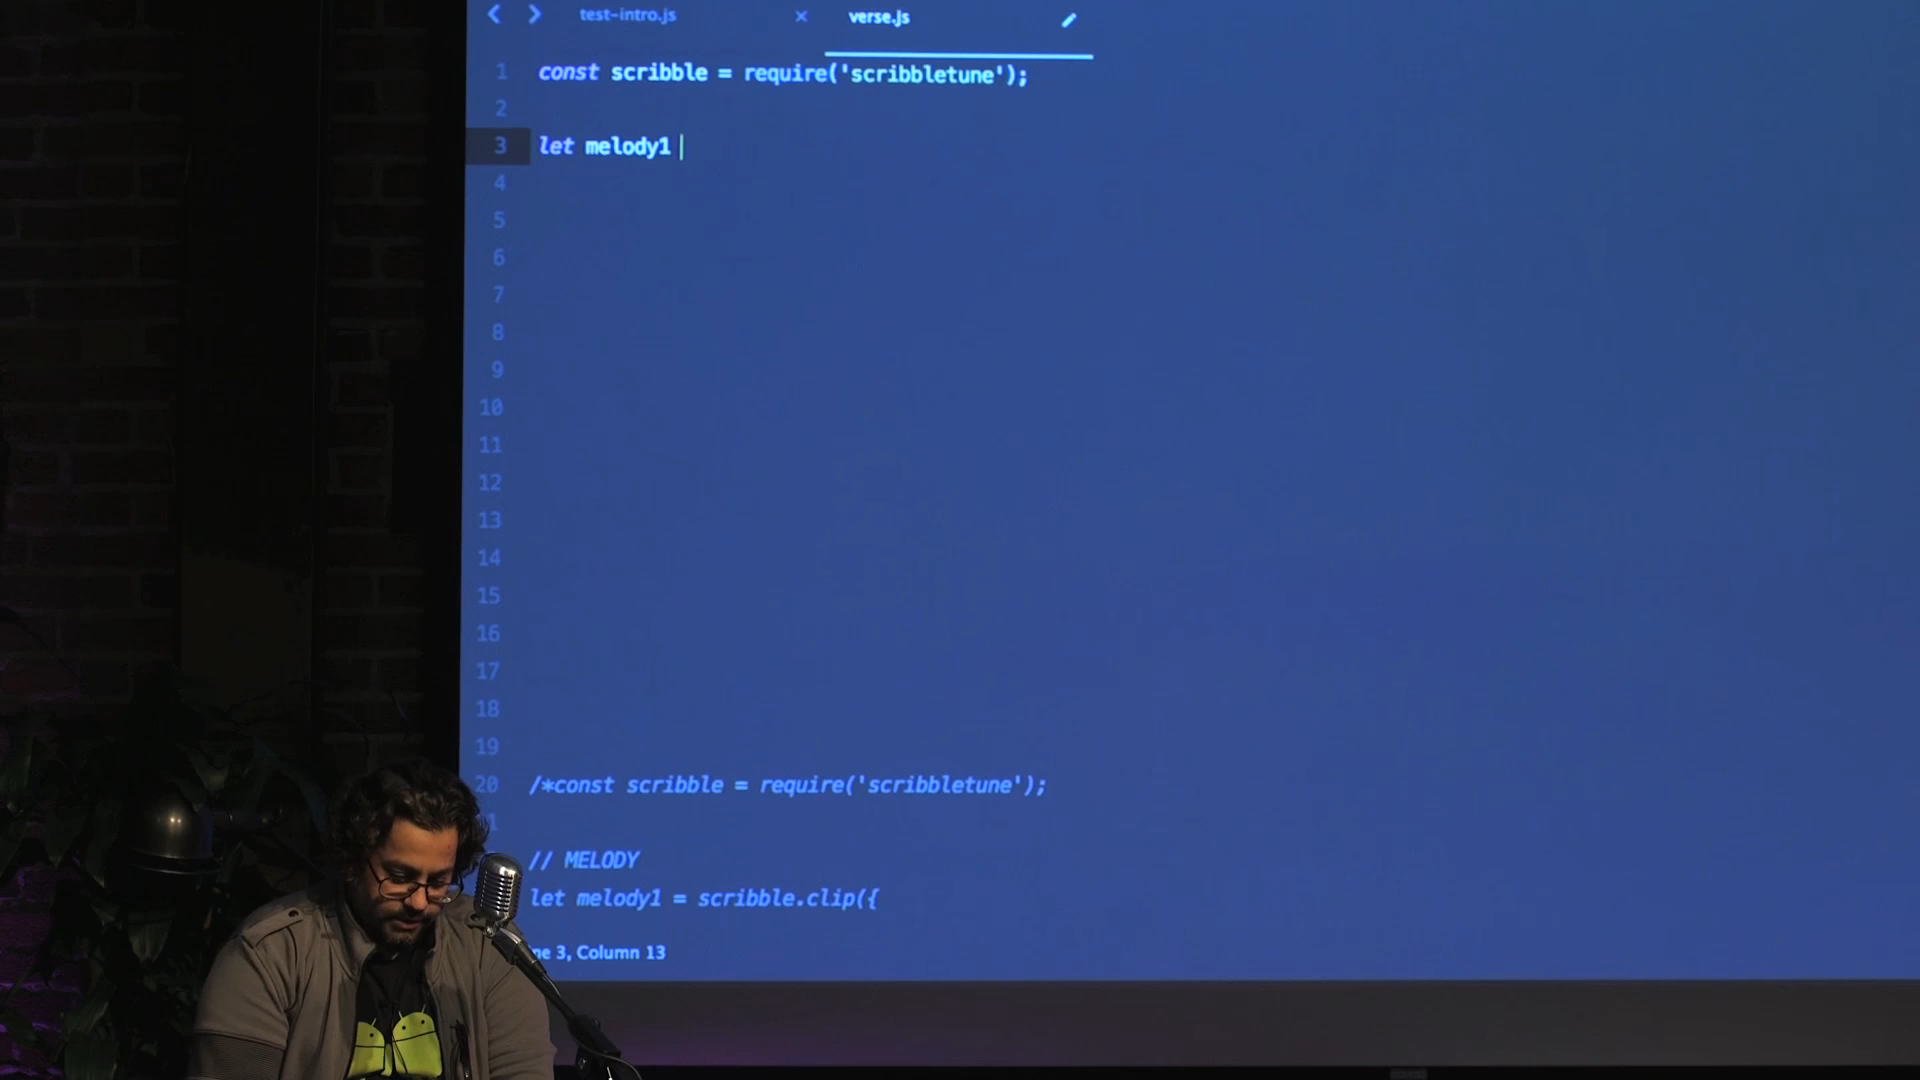 test-intro.js × verse.js
1 const scribble = require('scribbletune');
2
3 let melody1
4
5
6
7
8
9
10
11
12
13
14
15
16
17
18
19
20 /*const scribble = require('scribbletune');
1
// MELODY
let melody1 = scribble.clip({
ne 3, Column 13